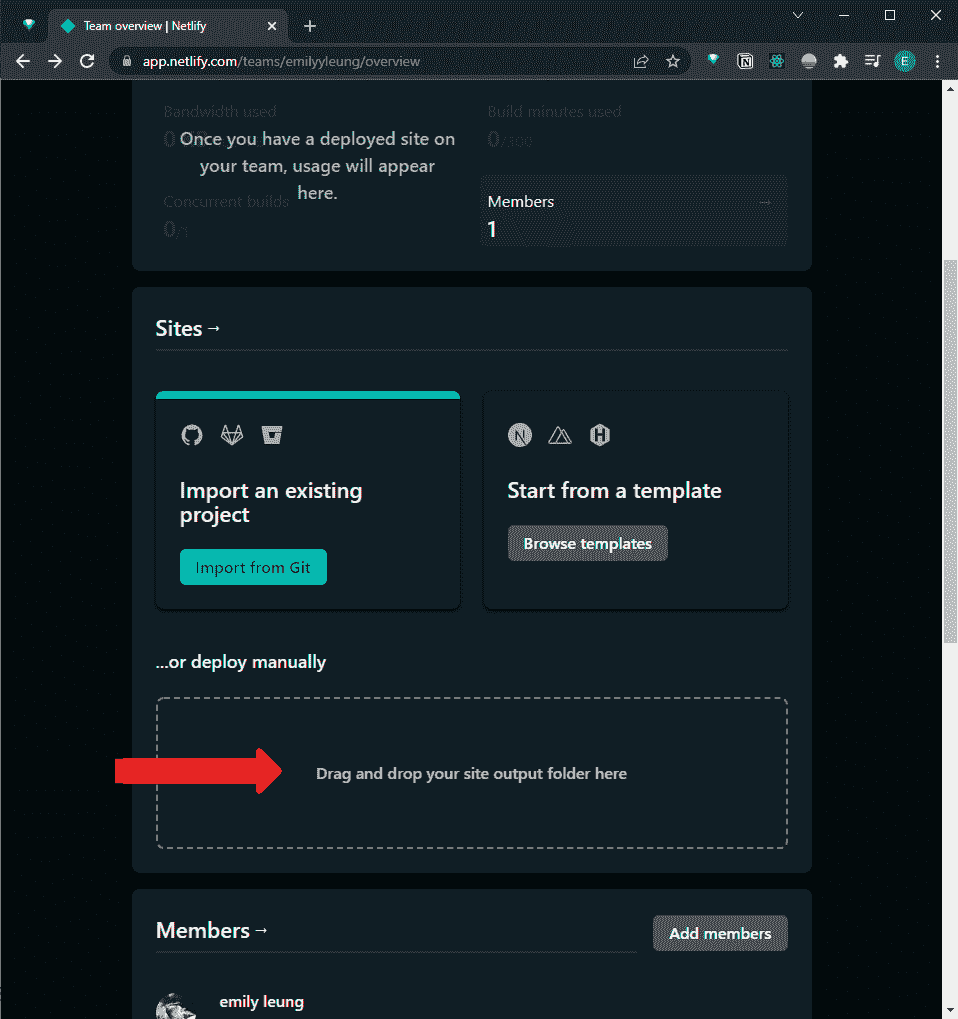 Team overview | Netlify
app.netlify.com/teams/emilyyleung/overview
E
Bandwidth used
Build minutes used
0
0/300
Once you have a deployed site on
your team, usage will appear
here.
Concurrent builds
0/1
Members →
1
Sites →
Import an existing
project
Import from Git
Start from a template
Browse templates
...or deploy manually
Drag and drop your site output folder here
Members →
Add members
emily leung